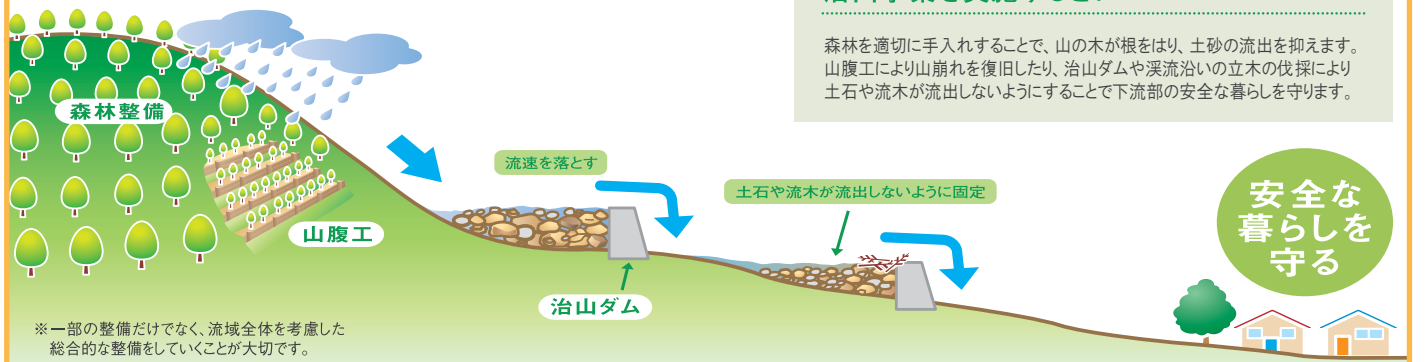 森林を適切に手入れすることで、山の木が根をはり、土砂の流出を抑えます。
山腹工により山崩れを復旧したり、治山ダムや渓流沿いの立木の伐採により
土石や流木が流出しないようにすることで下流部の安全な暮らしを守ります。
森林整備
流速を落とす
土石や流木が流出しないように固定
山腹工
治山ダム
安全な
暮らしを
守る
※一部の整備だけでなく、流域全体を考慮した
総合的な整備をしていくことが大切です。